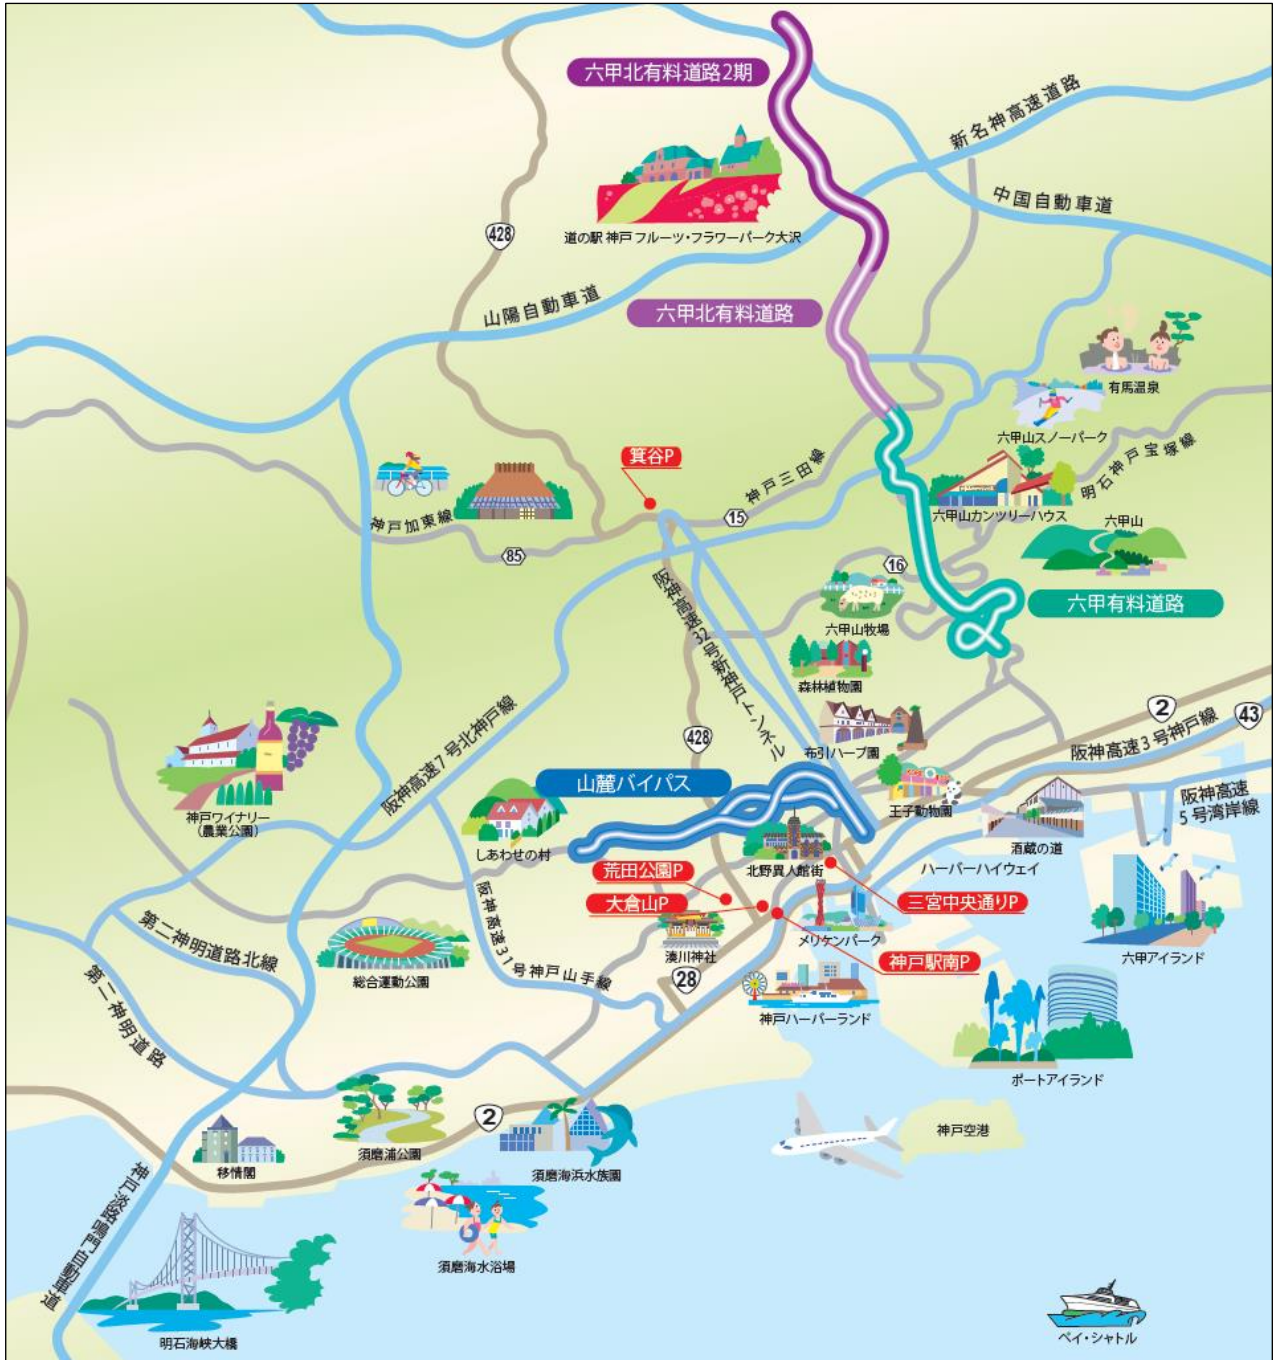 六甲北有料道路2期
新名神高速道路
中国自動車道
道の駅 神戸 フルーツ・フラワーパーク大沢
428
山陽自動車道
六甲北有料道路
有馬温泉
六甲山スノーパーク
明石神戸宝塚線
箕谷P
神戸三田線
15
六甲山カンツリーハウス
六甲山
神戸加東線
85
16
阪神高速32号新神戸トンネル
六甲山牧場
六甲有料道路
森林植物園
2
43
阪神高速3号神戸線
428
布引ハーブ園
阪神高速7号北神戸線
山麓バイパス
王子動物園
阪神高速
5号湾岸線
神戸ワイナリー
(農業公園)
しあわせの村
酒蔵の道
北野異人館街
ハーバーハイウェイ
荒田公園P
大倉山P
三宮中央通りP
第二神明道路北線
阪神高速31号神戸山手線
湊川神社
メリケンパーク
神戸駅南P
六甲アイランド
第二神明道路
総合運動公園
28
神戸ハーバーランド
ポートアイランド
2
神戸空港
須磨浦公園
移情閣
須磨海浜水族園
神戸淡路鳴門自動車道
須磨海水浴場
明石海峡大橋
ベイ・シャトル